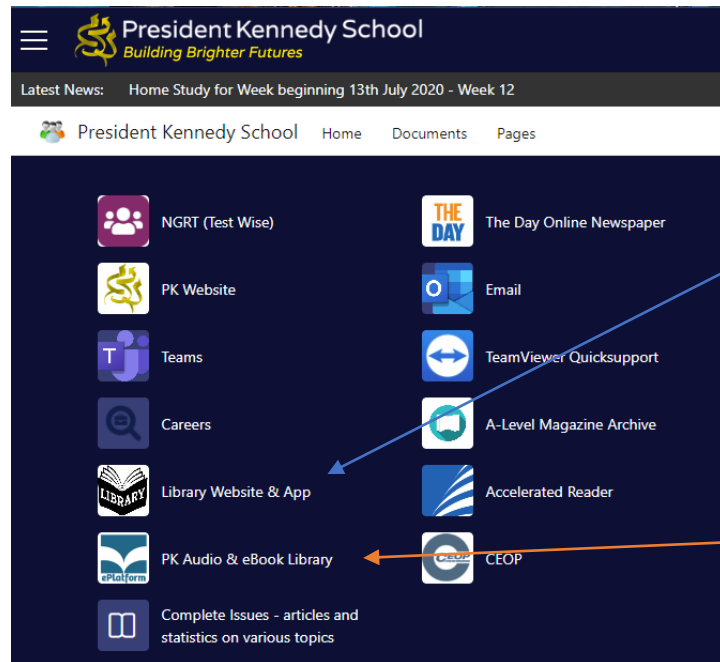 President Kennedy School
Building Brighter Futures
Latest News: Home Study for Week beginning 13th July 2020 - Week 12
President Kennedy School Home Documents Pages
NGRT (Test Wise)
THE DAY
The Day Online Newspaper
PK Website
Email
T
Teams
TeamViewer Quicksupport
Careers
A-Level Magazine Archive
LIBRARY
Library Website & App
Accelerated Reader
ePlatform
PK Audio & eBook Library
CEOP
CEOP
Complete Issues - articles and
statistics on various topics